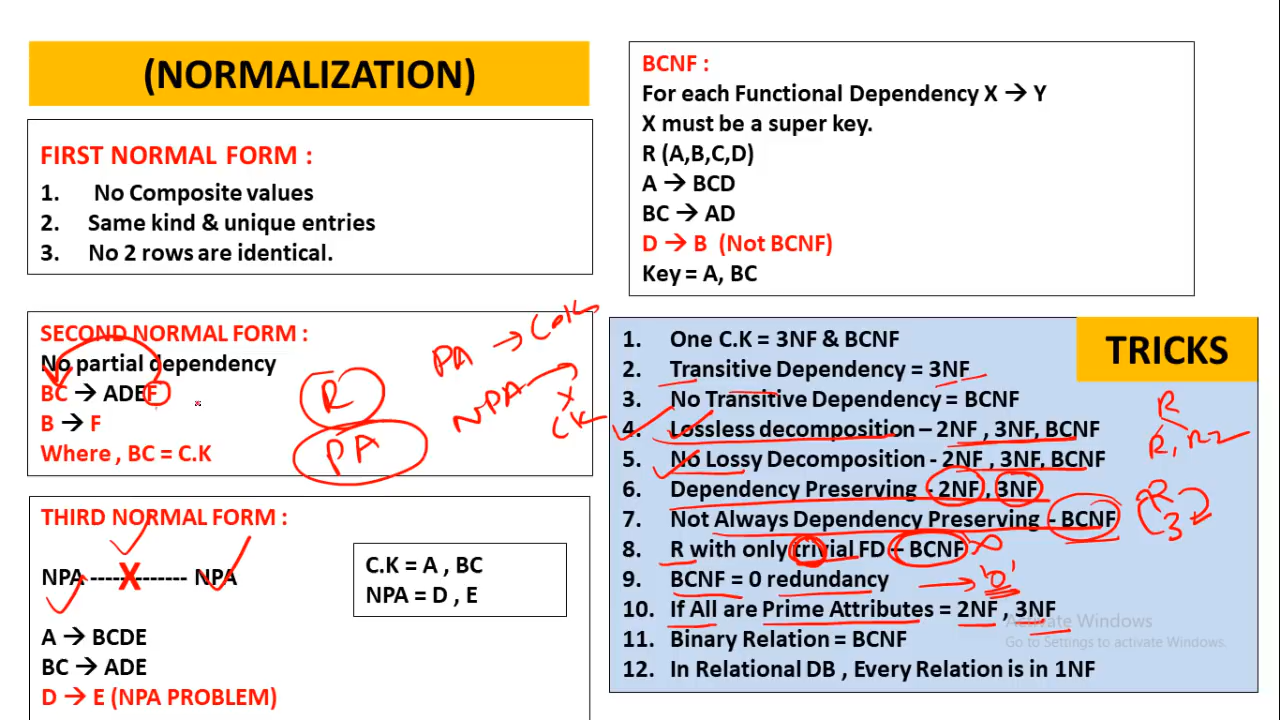 (NORMALIZATION)
FIRST NORMAL FORM :
1. No Composite values
2. Same kind & unique entries
3. No 2 rows are identical.
SECOND NORMAL FORM :
No partial dependency
BC → ADEF
B → F
Where , BC = C.K
R
PA
PA → C.K
NPA → X CK
THIRD NORMAL FORM :
NPA -----X------- NPA
A → BCDE
BC → ADE
D → E (NPA PROBLEM)
C.K = A , BC
NPA = D , E
BCNF :
For each Functional Dependency X → Y
X must be a super key.
R (A,B,C,D)
A → BCD
BC → AD
D → B (Not BCNF)
Key = A, BC
TRICKS
1. One C.K = 3NF & BCNF
2. Transitive Dependency = 3NF
3. No Transitive Dependency = BCNF
4. Lossless decomposition – 2NF , 3NF, BCNF
5. No Lossy Decomposition - 2NF , 3NF, BCNF
6. Dependency Preserving - 2NF , 3NF
7. Not Always Dependency Preserving - BCNF
8. R with only trivial FD – BCNF
9. BCNF = 0 redundancy → '0'
10. If All are Prime Attributes = 2NF , 3NF
11. Binary Relation = BCNF
12. In Relational DB , Every Relation is in 1NF
R
R1 R2
R
3
Activate Windows
Go to Settings to activate Windows.